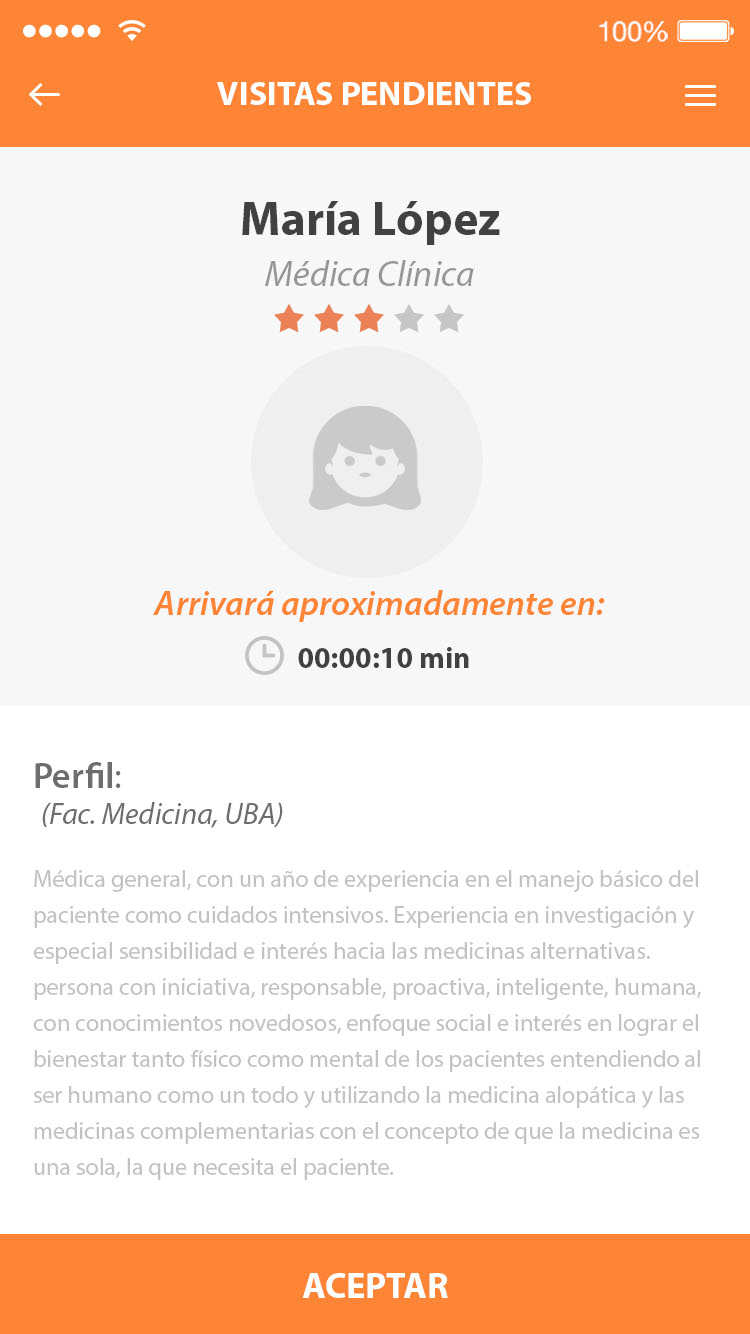 100%
VISITAS PENDIENTES
María López
Médica Clínica
Arrivará aproximadamente en:
00:00:10 min
Perfil:
(Fac. Medicina, UBA)
Médica general, con un año de experiencia en el manejo básico del
paciente como cuidados intensivos. Experiencia en investigación y
especial sensibilidad e interés hacia las medicinas alternativas.
persona con iniciativa, responsable, proactiva, inteligente, humana,
con conocimientos novedosos, enfoque social e interés en lograr el
bienestar tanto físico como mental de los pacientes entendiendo al
ser humano como un todo y utilizando la medicina alopática y las
medicinas complementarias con el concepto de que la medicina es
una sola, la que necesita el paciente.
ACEPTAR